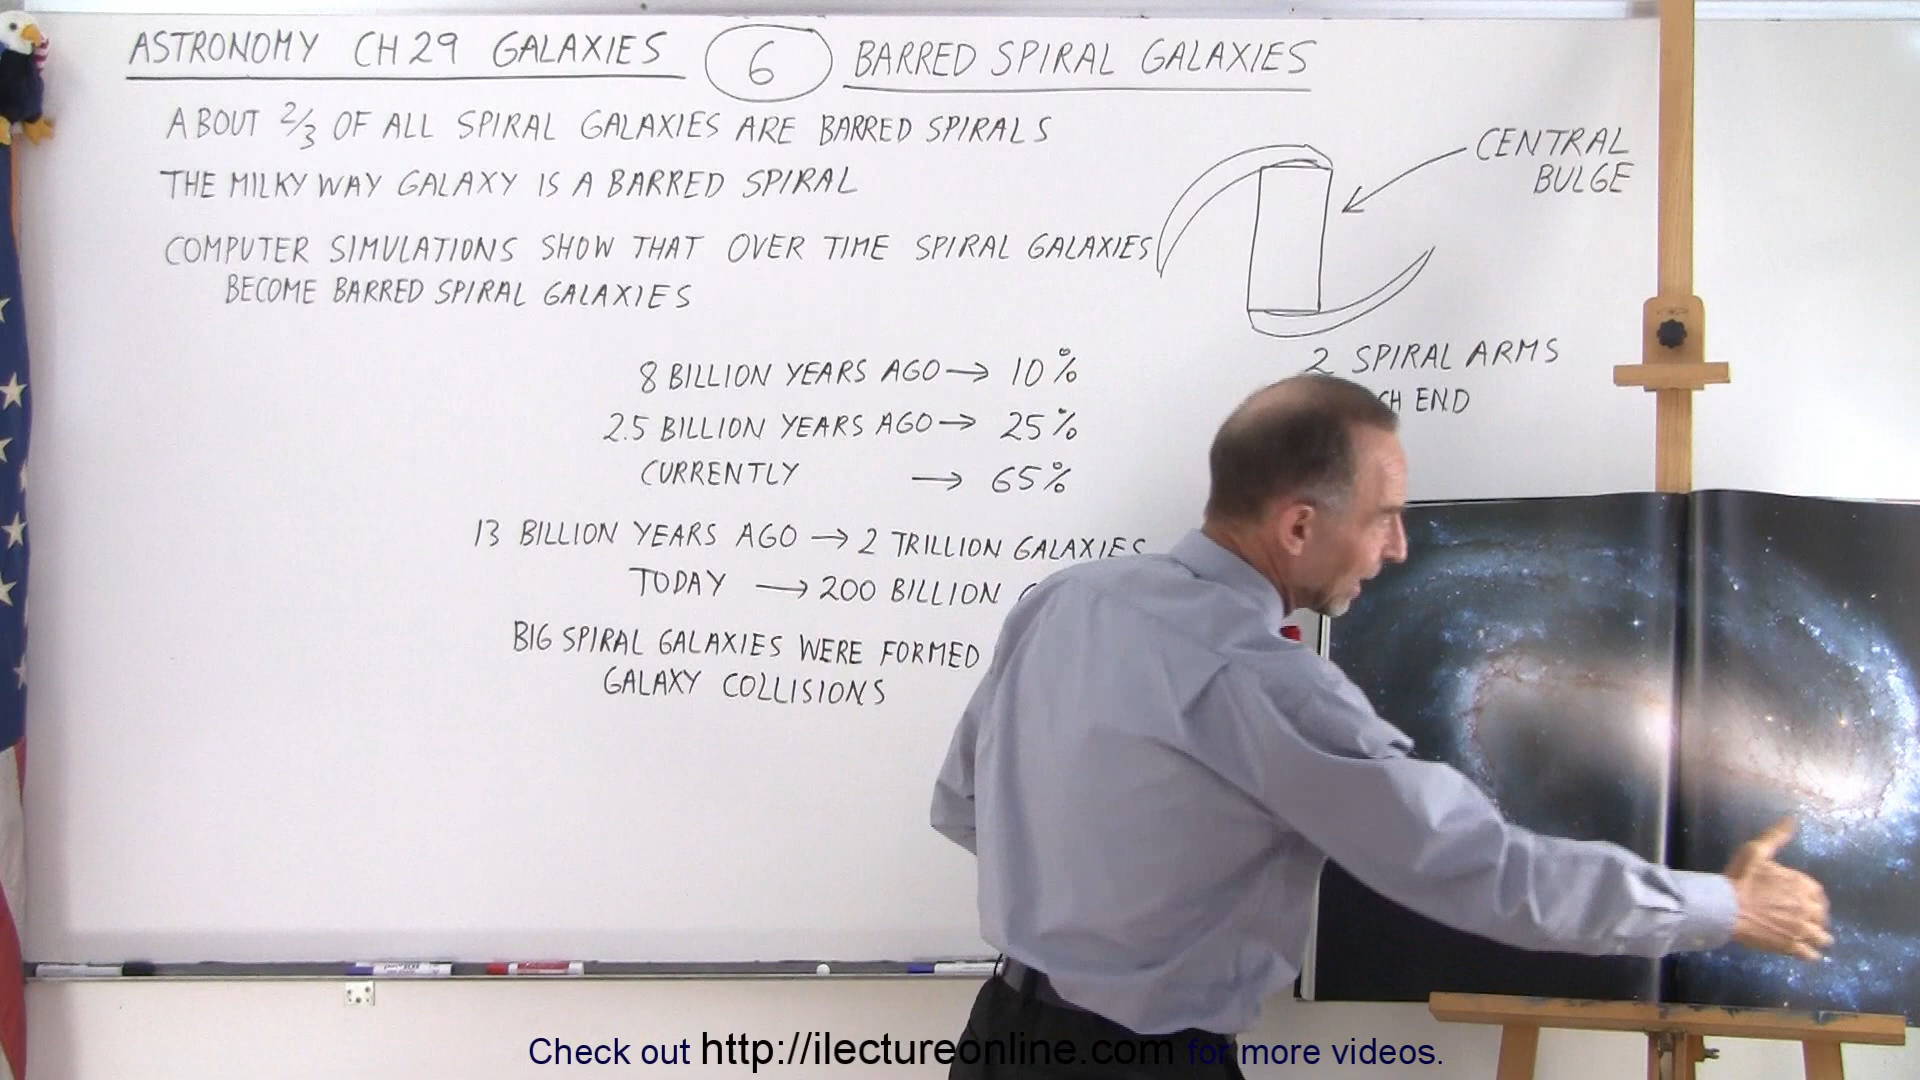 ASTRONOMY CH 29 GALAXIES 6 BARRED SPIRAL GALAXIES
ABOUT 2/3 OF ALL SPIRAL GALAXIES ARE BARRED SPIRALS
THE MILKY WAY GALAXY IS A BARRED SPIRAL
COMPUTER SIMULATIONS SHOW THAT OVER TIME SPIRAL GALAXIES
BECOME BARRED SPIRAL GALAXIES
8 BILLION YEARS AGO → 10%
2.5 BILLION YEARS AGO → 25%
CURRENTLY → 65%
13 BILLION YEARS AGO → 2 TRILLION GALAXIES
TODAY → 200 BILLION
BIG SPIRAL GALAXIES WERE FORMED
GALAXY COLLISIONS
CENTRAL
BULGE
2 SPIRAL ARMS
END
Check out http://ilectureonline.com for more videos.